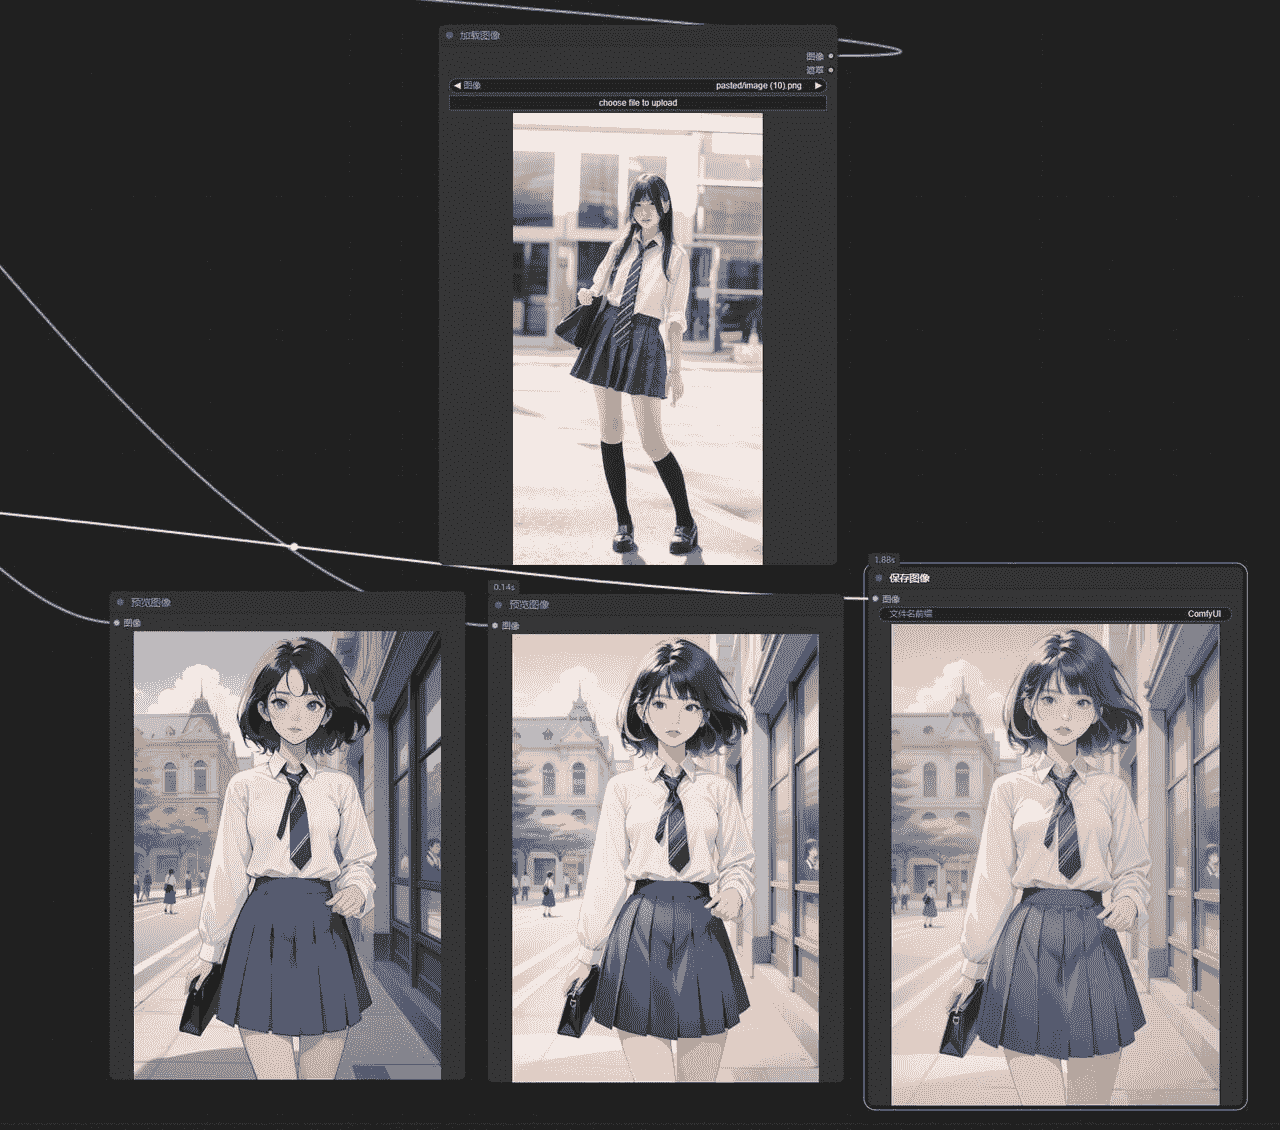 加载图像
图像
遮罩
图像 pasted/image (10).png
choose file to upload
1.88s
保存图像
图像
文件名前缀 ComfyUI
0.14s
预览图像
图像
预览图像
图像